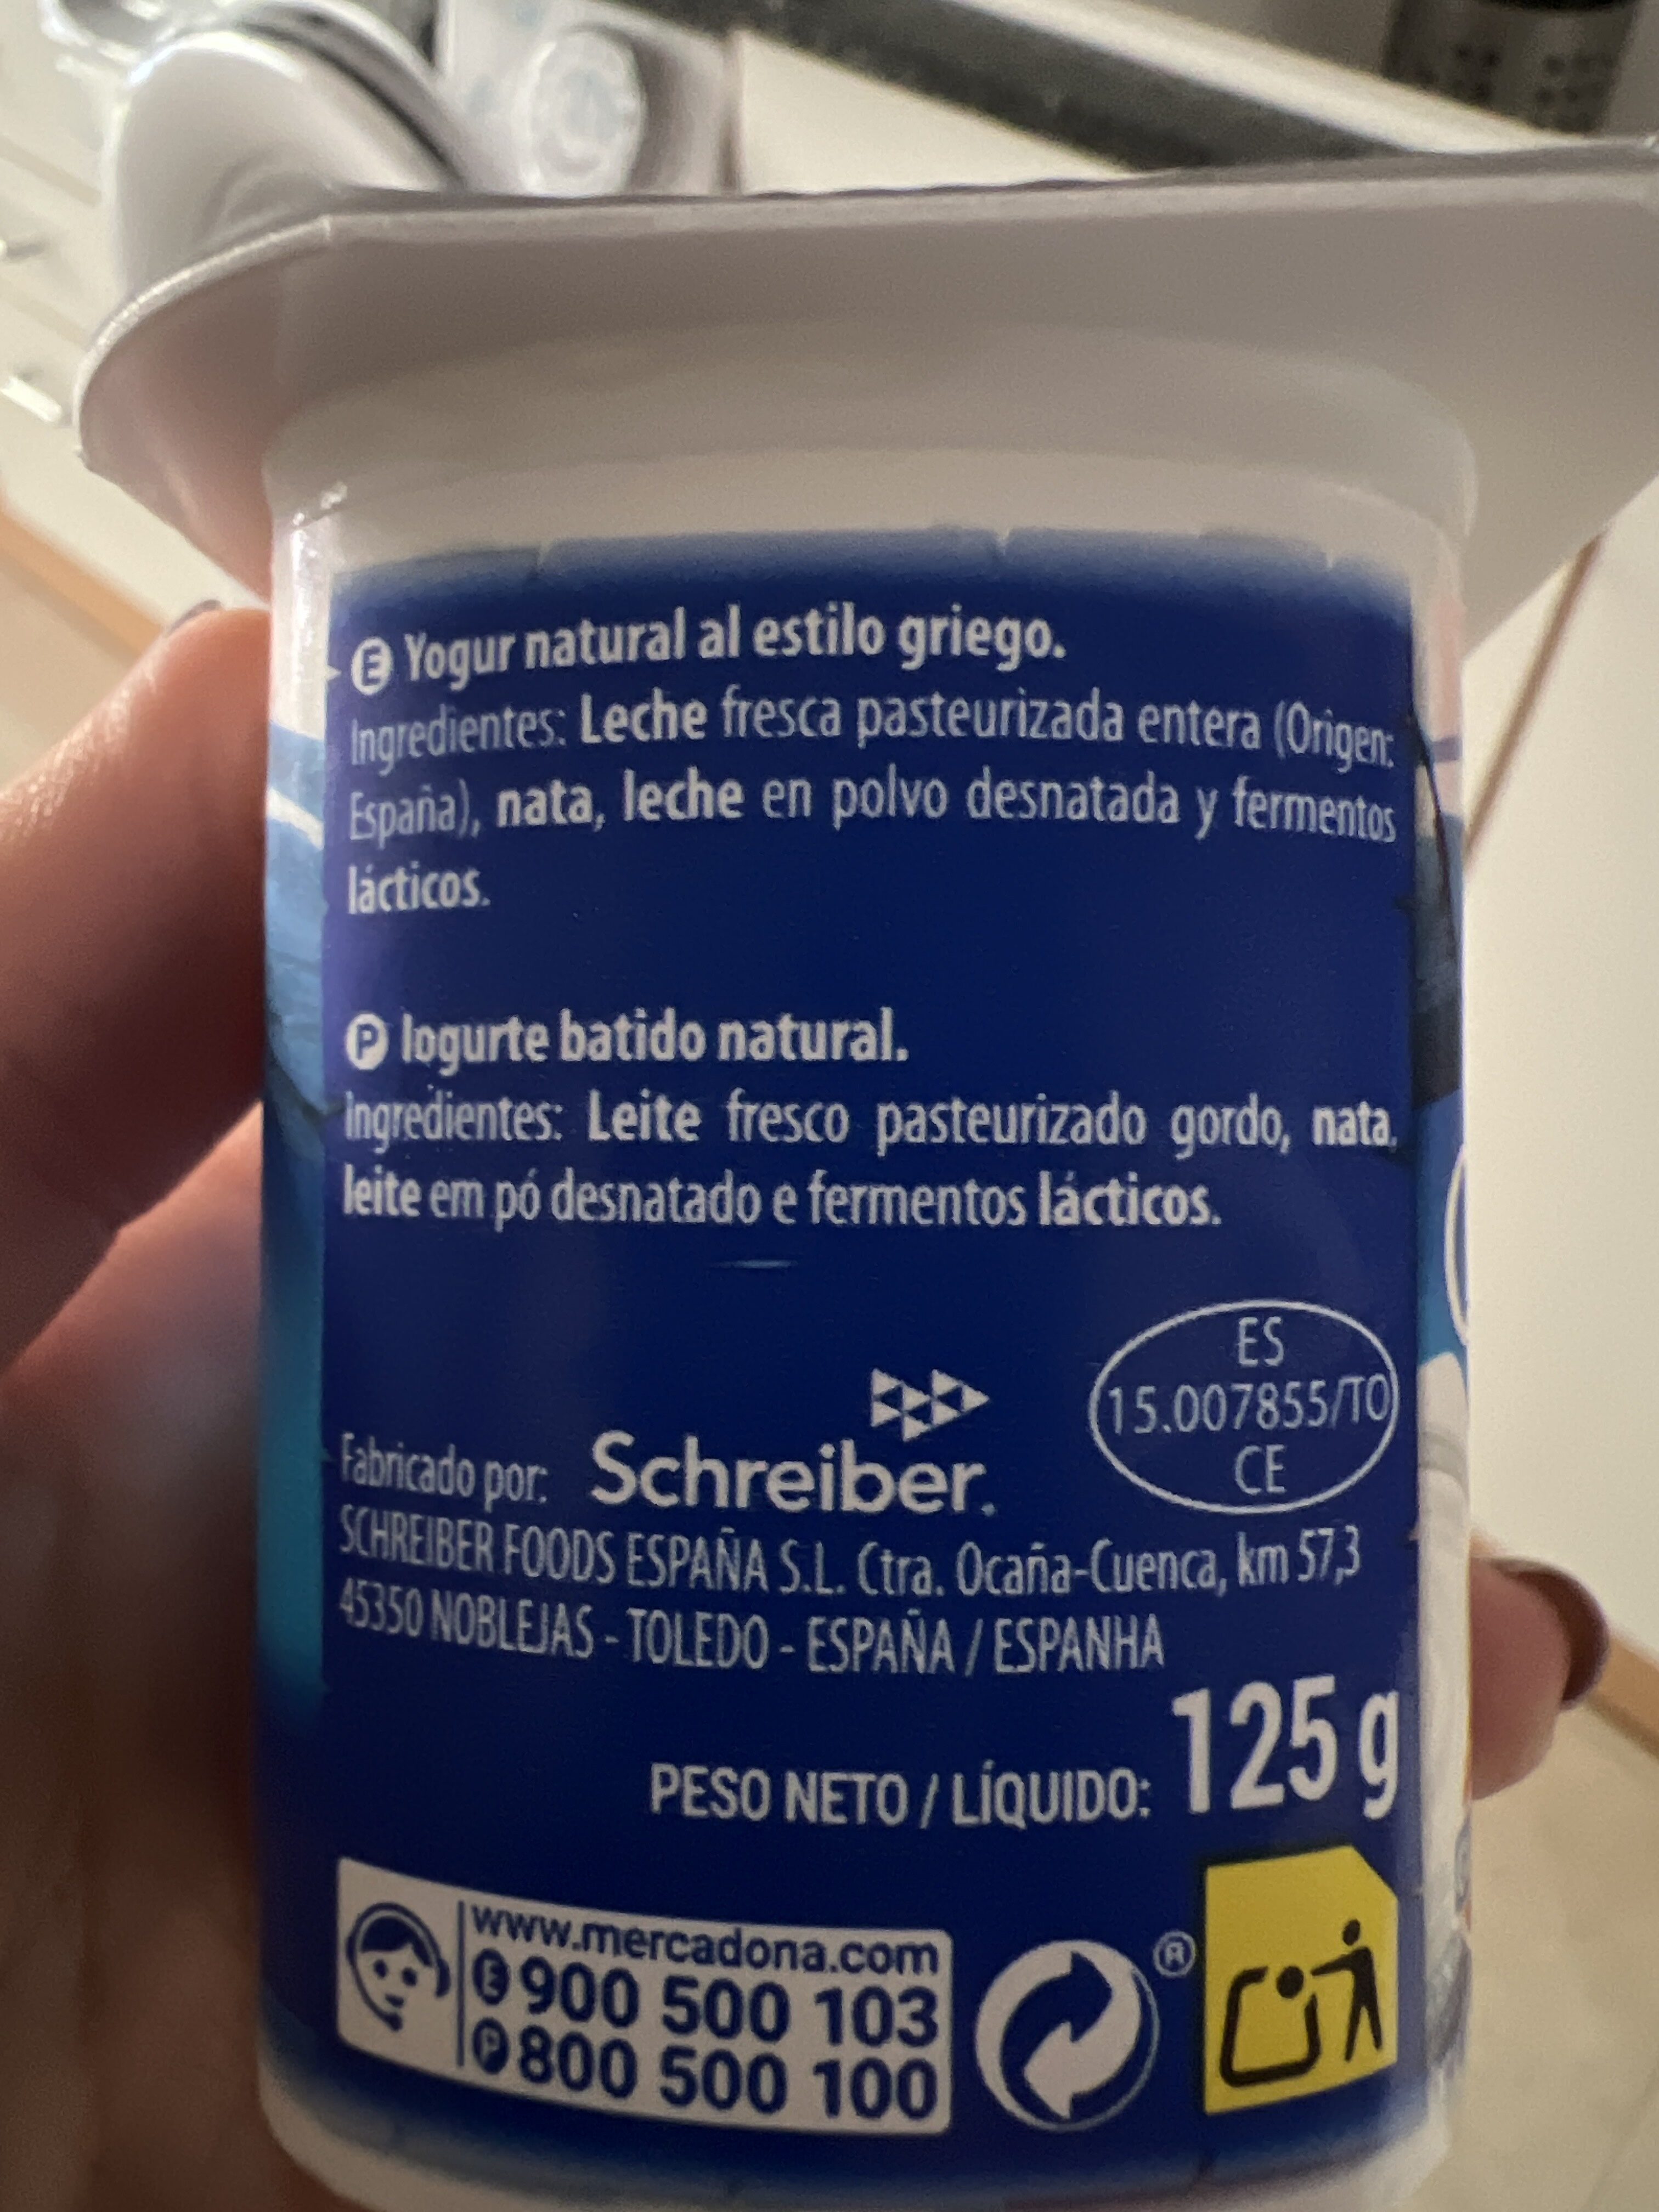 E Yogur natural al estilo griego.
Ingredientes: Leche fresca pasteurizada entera (Origen:
España), nata, leche en polvo desnatada y fermentos
lácticos.
P Iogurte batido natural.
Ingredientes: Leite fresco pasteurizado gordo, nata,
leite em pó desnatado e fermentos lácticos.
ES
15.007855/TO
CE
Fabricado por: Schreiber.
SCHREIBER FOODS ESPAÑA S.L. Ctra. Ocaña-Cuenca, km 57,3
45350 NOBLEJAS - TOLEDO - ESPAÑA / ESPANHA
PESO NETO / LÍQUIDO: 125 g
www.mercadona.com
E 900 500 103
P 800 500 100
®